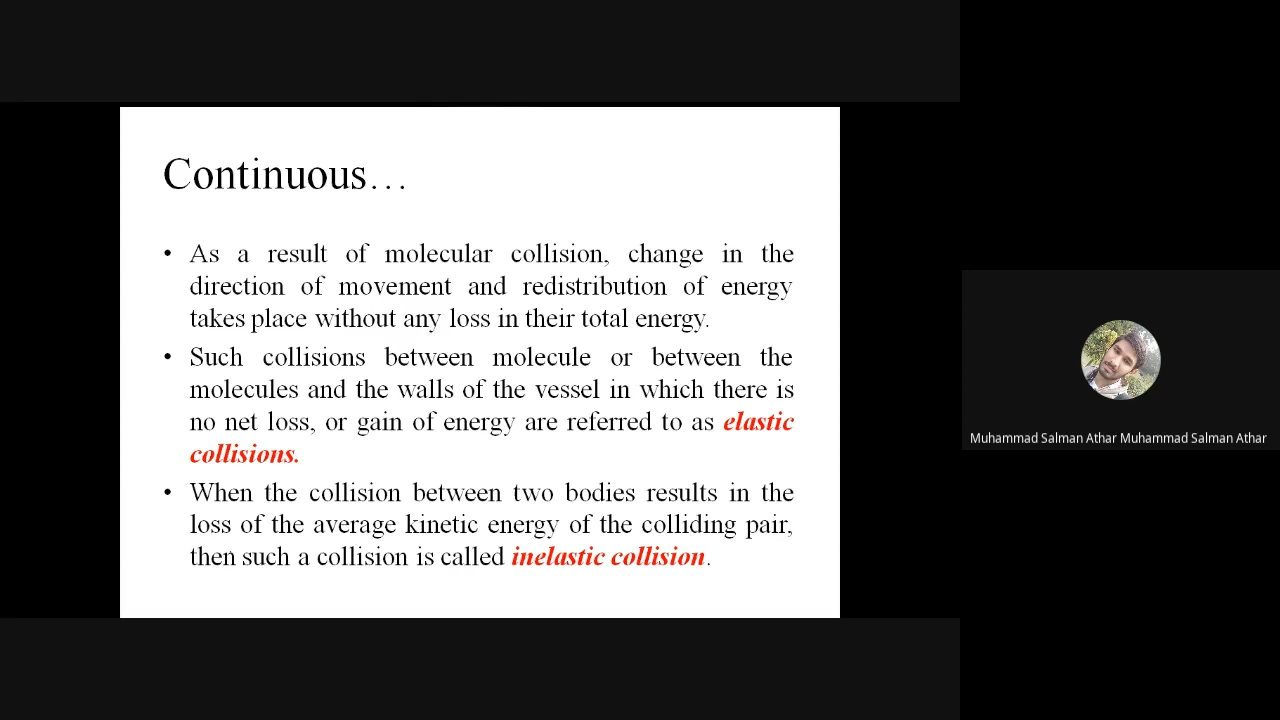 Continuous…
• As a result of molecular collision, change in the
direction of movement and redistribution of energy
takes place without any loss in their total energy.
• Such collisions between molecule or between the
molecules and the walls of the vessel in which there is
no net loss, or gain of energy are referred to as elastic
collisions.
• When the collision between two bodies results in the
loss of the average kinetic energy of the colliding pair,
then such a collision is called inelastic collision.
Muhammad Salman Athar Muhammad Salman Athar